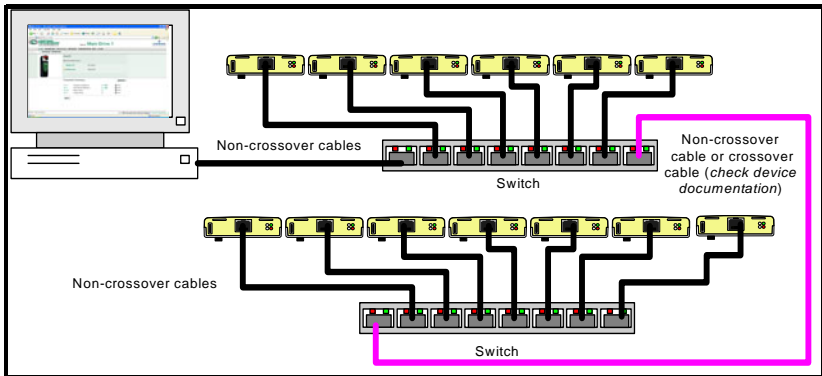 Non-crossover cables
Switch
Non-crossover
cable or crossover
cable (check device
documentation)
Non-crossover cables
Switch